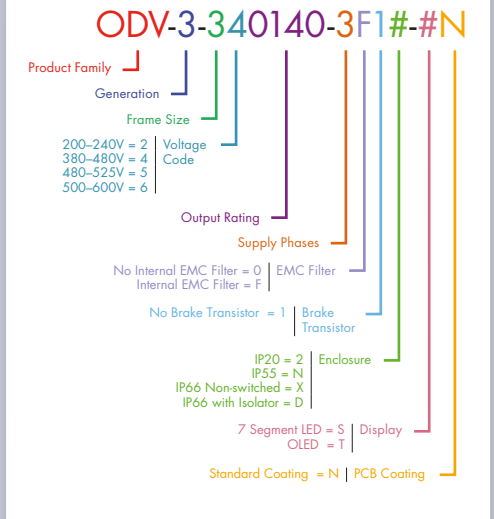 ODV-3-340140-3F1#-#N
Product Family
Generation
Frame Size
200–240V = 2 | Voltage
380–480V = 4 | Code
480–525V = 5
500–600V = 6
Output Rating
Supply Phases
No Internal EMC Filter = 0 | EMC Filter
Internal EMC Filter = F
No Brake Transistor = 1 | Brake
Transistor
IP20 = 2 | Enclosure
IP55 = N
IP66 Non-switched = X
IP66 with Isolator = D
7 Segment LED = S | Display
OLED = T
Standard Coating = N | PCB Coating